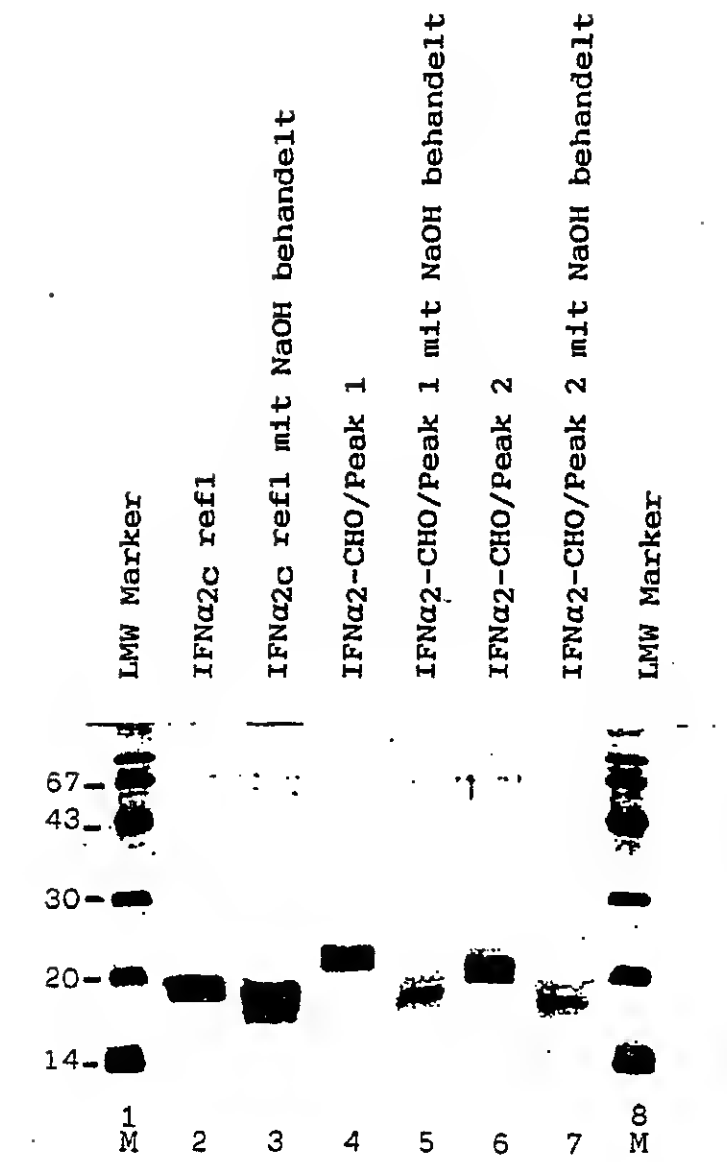 LMW Marker
IFNα2c refl
IFNα2c refl mit NaOH behandelt
IFNα2-CHO/Peak 1
IFNα2-CHO/Peak 1 mit NaOH behandelt
IFNα2-CHO/Peak 2
IFNα2-CHO/Peak 2 mit NaOH behandelt
LMW Marker
67
43
30
20
14
1 2 3 4 5 6 7 8
M M